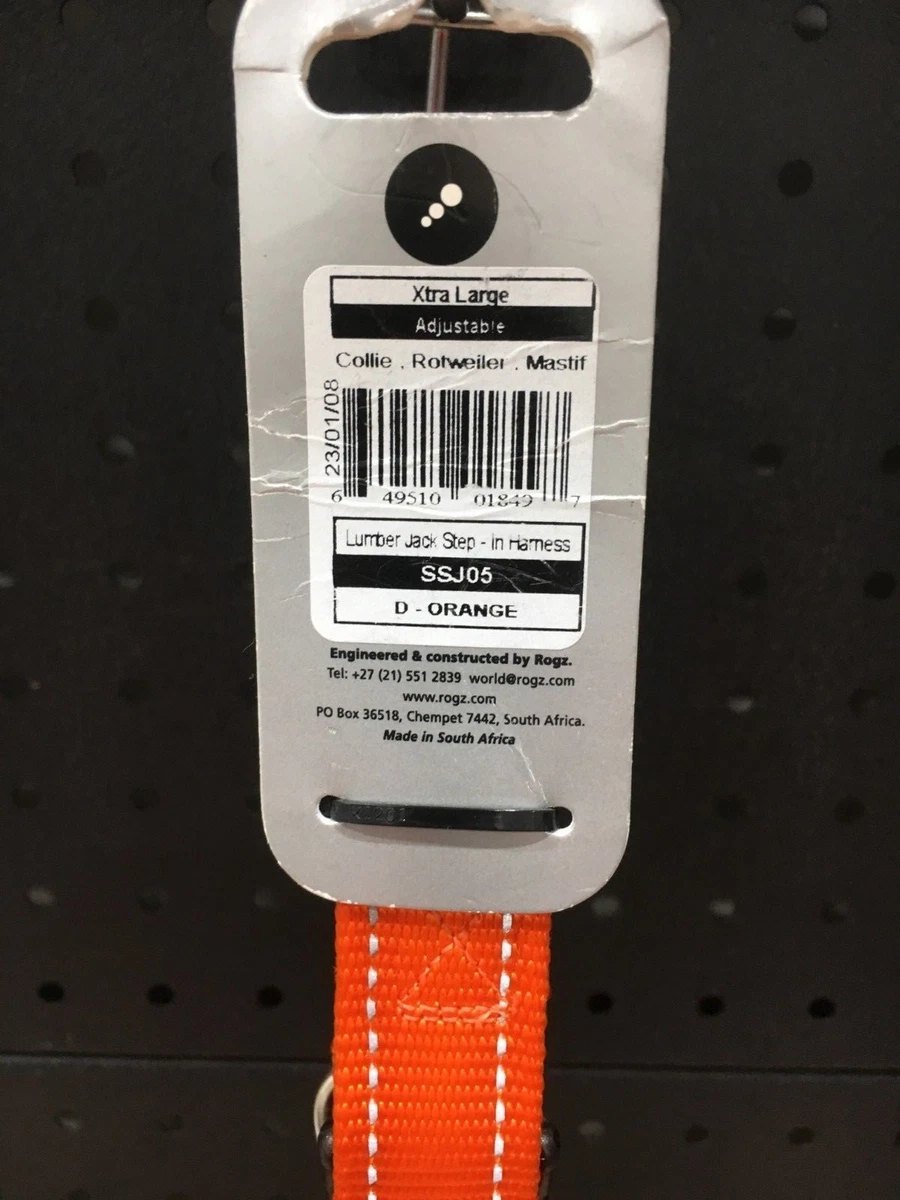 Xtra Large
Adjustable
Collie . Rotweiler . Mastif
23/01/08
6 49510 01849 7
Lumber Jack Step - in Harness
SSJ05
D - ORANGE
Engineered & constructed by Rogz.
Tel: +27 (21) 551 2839 world@rogz.com
www.rogz.com
PO Box 36518, Chempet 7442, South Africa.
Made in South Africa